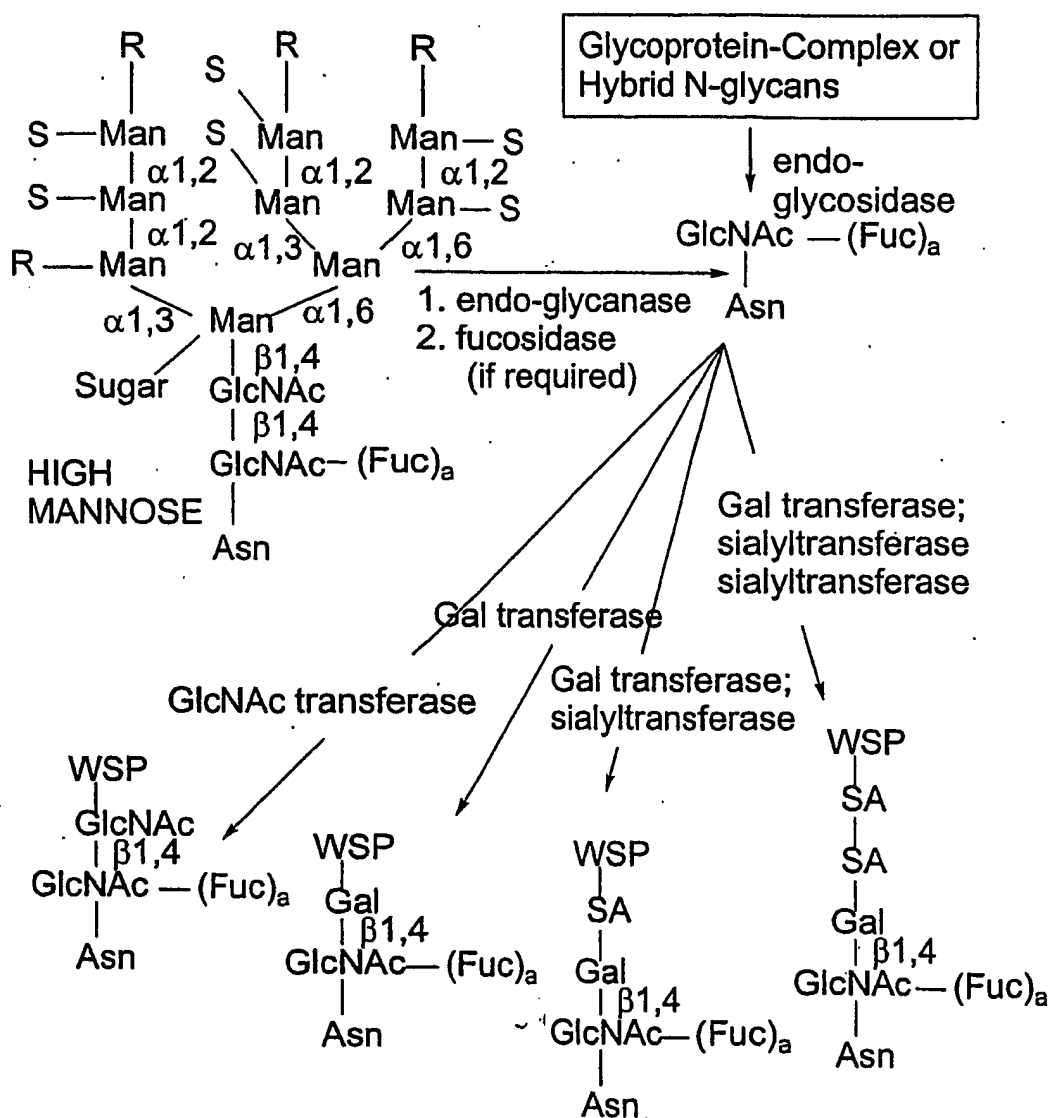 R
R
R
S
S—Man
S
Man
Man—S
α1,2
α1,2
α1,2
S—Man
Man
Man—S
α1,2
α1,3
α1,6
R—Man
Man
α1,3
Man
α1,6
Sugar
β1,4
GlcNAc
β1,4
GlcNAc—(Fuc)a
HIGH
MANNOSE
Asn
Glycoprotein-Complex or
Hybrid N-glycans
endo-
glycosidase
GlcNAc—(Fuc)a
Asn
1. endo-glycanase
2. fucosidase
(if required)
Gal transferase;
sialyltransferase
sialyltransferase
Gal transferase
Gal transferase;
sialyltransferase
GlcNAc transferase
WSP
GlcNAc
β1,4
GlcNAc—(Fuc)a
Asn
WSP
Gal
β1,4
GlcNAc—(Fuc)a
Asn
WSP
SA
Gal
β1,4
GlcNAc—(Fuc)a
Asn
WSP
SA
SA
Gal
β1,4
GlcNAc—(Fuc)a
Asn